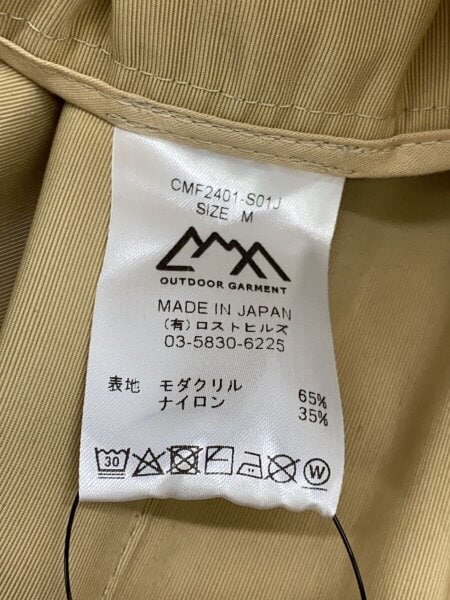 CMF2401-S01J
SIZE M
OUTDOOR GARMENT
MADE IN JAPAN
(有)ロストヒルズ
03-5830-6225
表地 モダクリル 65%
ナイロン 35%
30
W